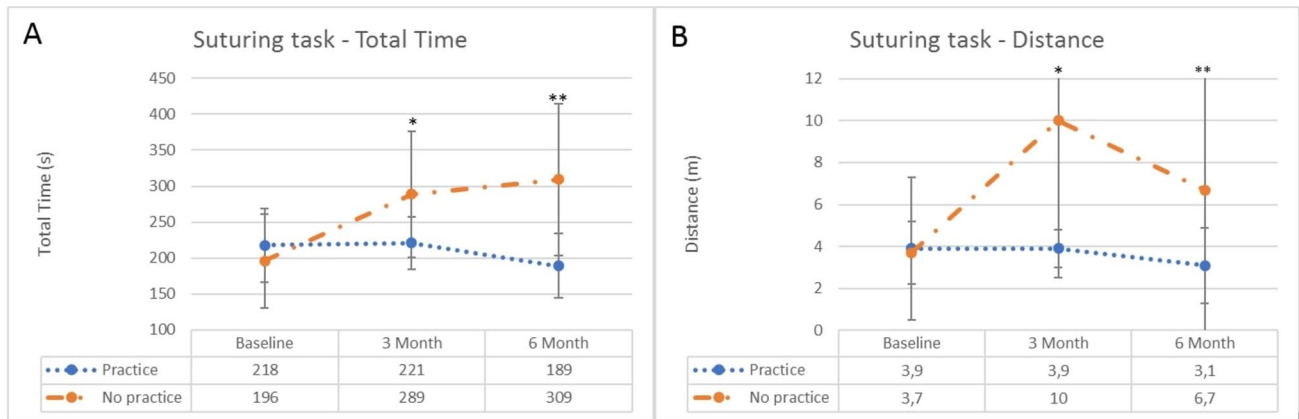 A
Suturing task - Total Time
Total Time (s)
450
400
350
300
250
200
150
100
*
**
Baseline 3 Month 6 Month
Practice 218 221 189
No practice 196 289 309
B
Suturing task - Distance
Distance (m)
12
10
8
6
4
2
0
*
**
Baseline 3 Month 6 Month
Practice 3,9 3,9 3,1
No practice 3,7 10 6,7